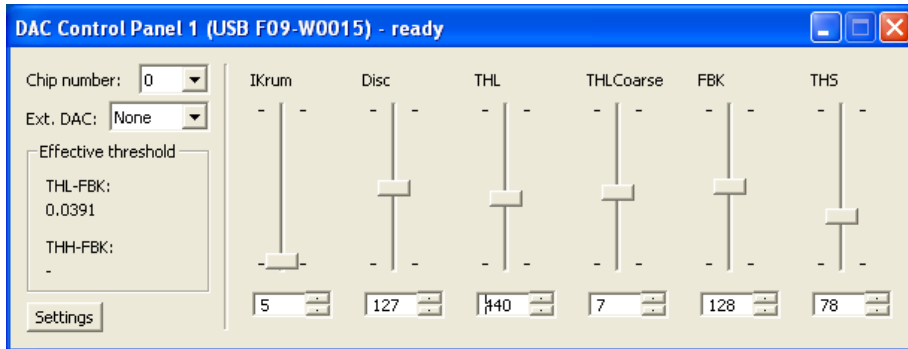 DAC Control Panel 1 (USB F09-W0015) - ready
Chip number: 0
Ext. DAC: None
Effective threshold
THL-FBK:
0.0391
THH-FBK:
-
Settings
IKrum Disc THL THLCoarse FBK THS
5 127 440 7 128 78